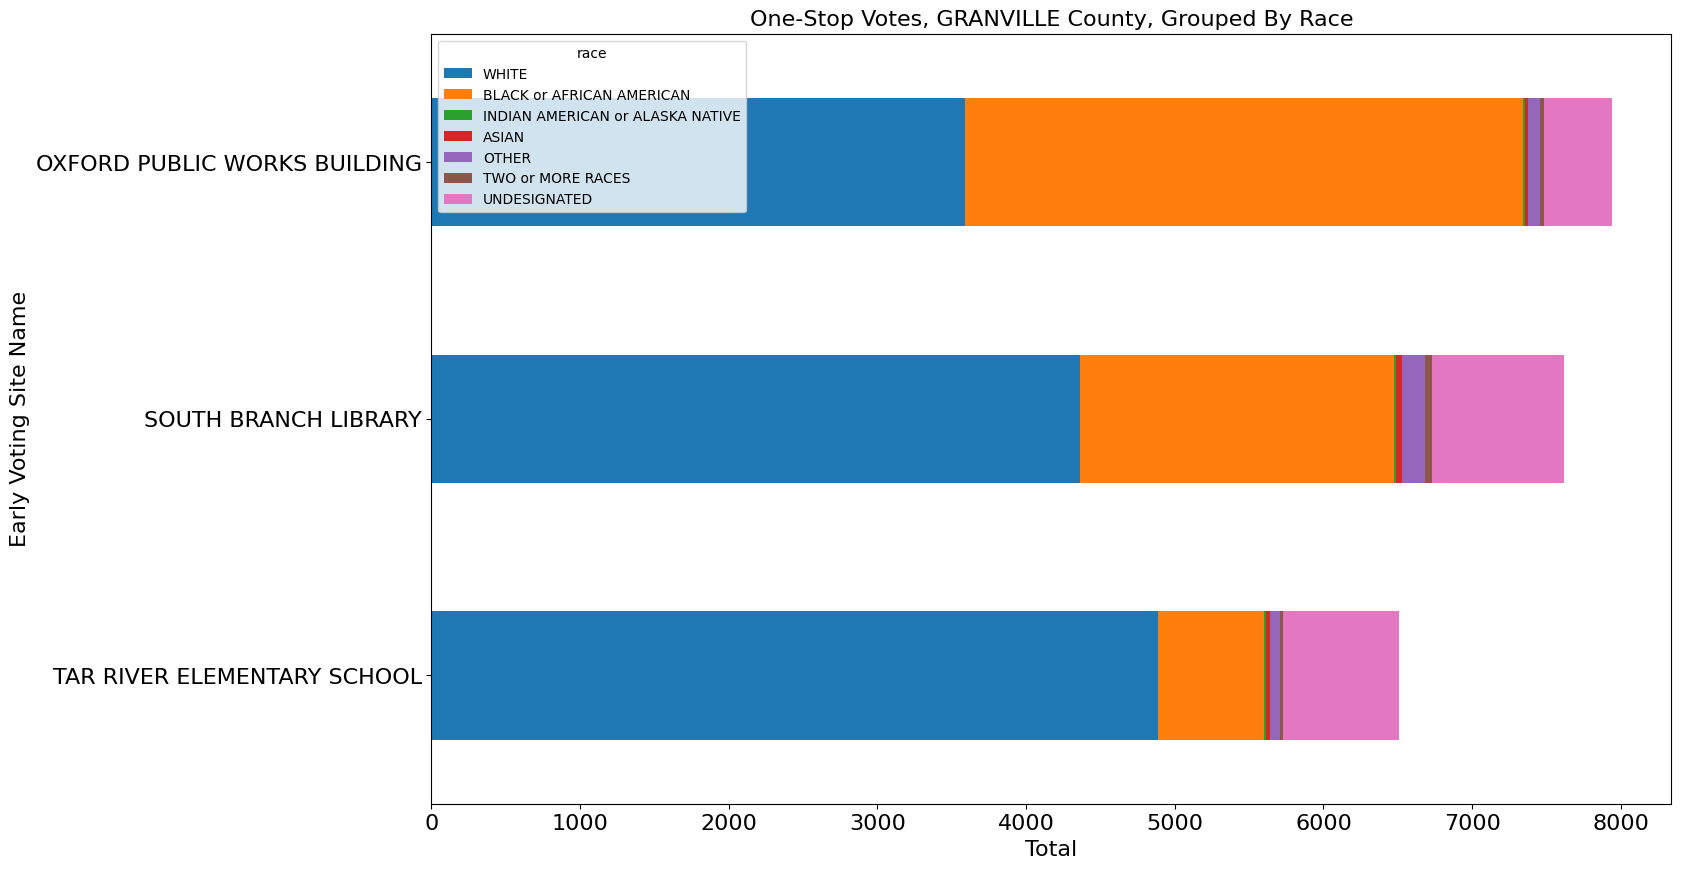 One-Stop Votes, GRANVILLE County, Grouped By Race
race
WHITE
BLACK or AFRICAN AMERICAN
INDIAN AMERICAN or ALASKA NATIVE
ASIAN
OTHER
TWO or MORE RACES
UNDESIGNATED
Early Voting Site Name
OXFORD PUBLIC WORKS BUILDING
SOUTH BRANCH LIBRARY
TAR RIVER ELEMENTARY SCHOOL
0 1000 2000 3000 4000 5000 6000 7000 8000
Total